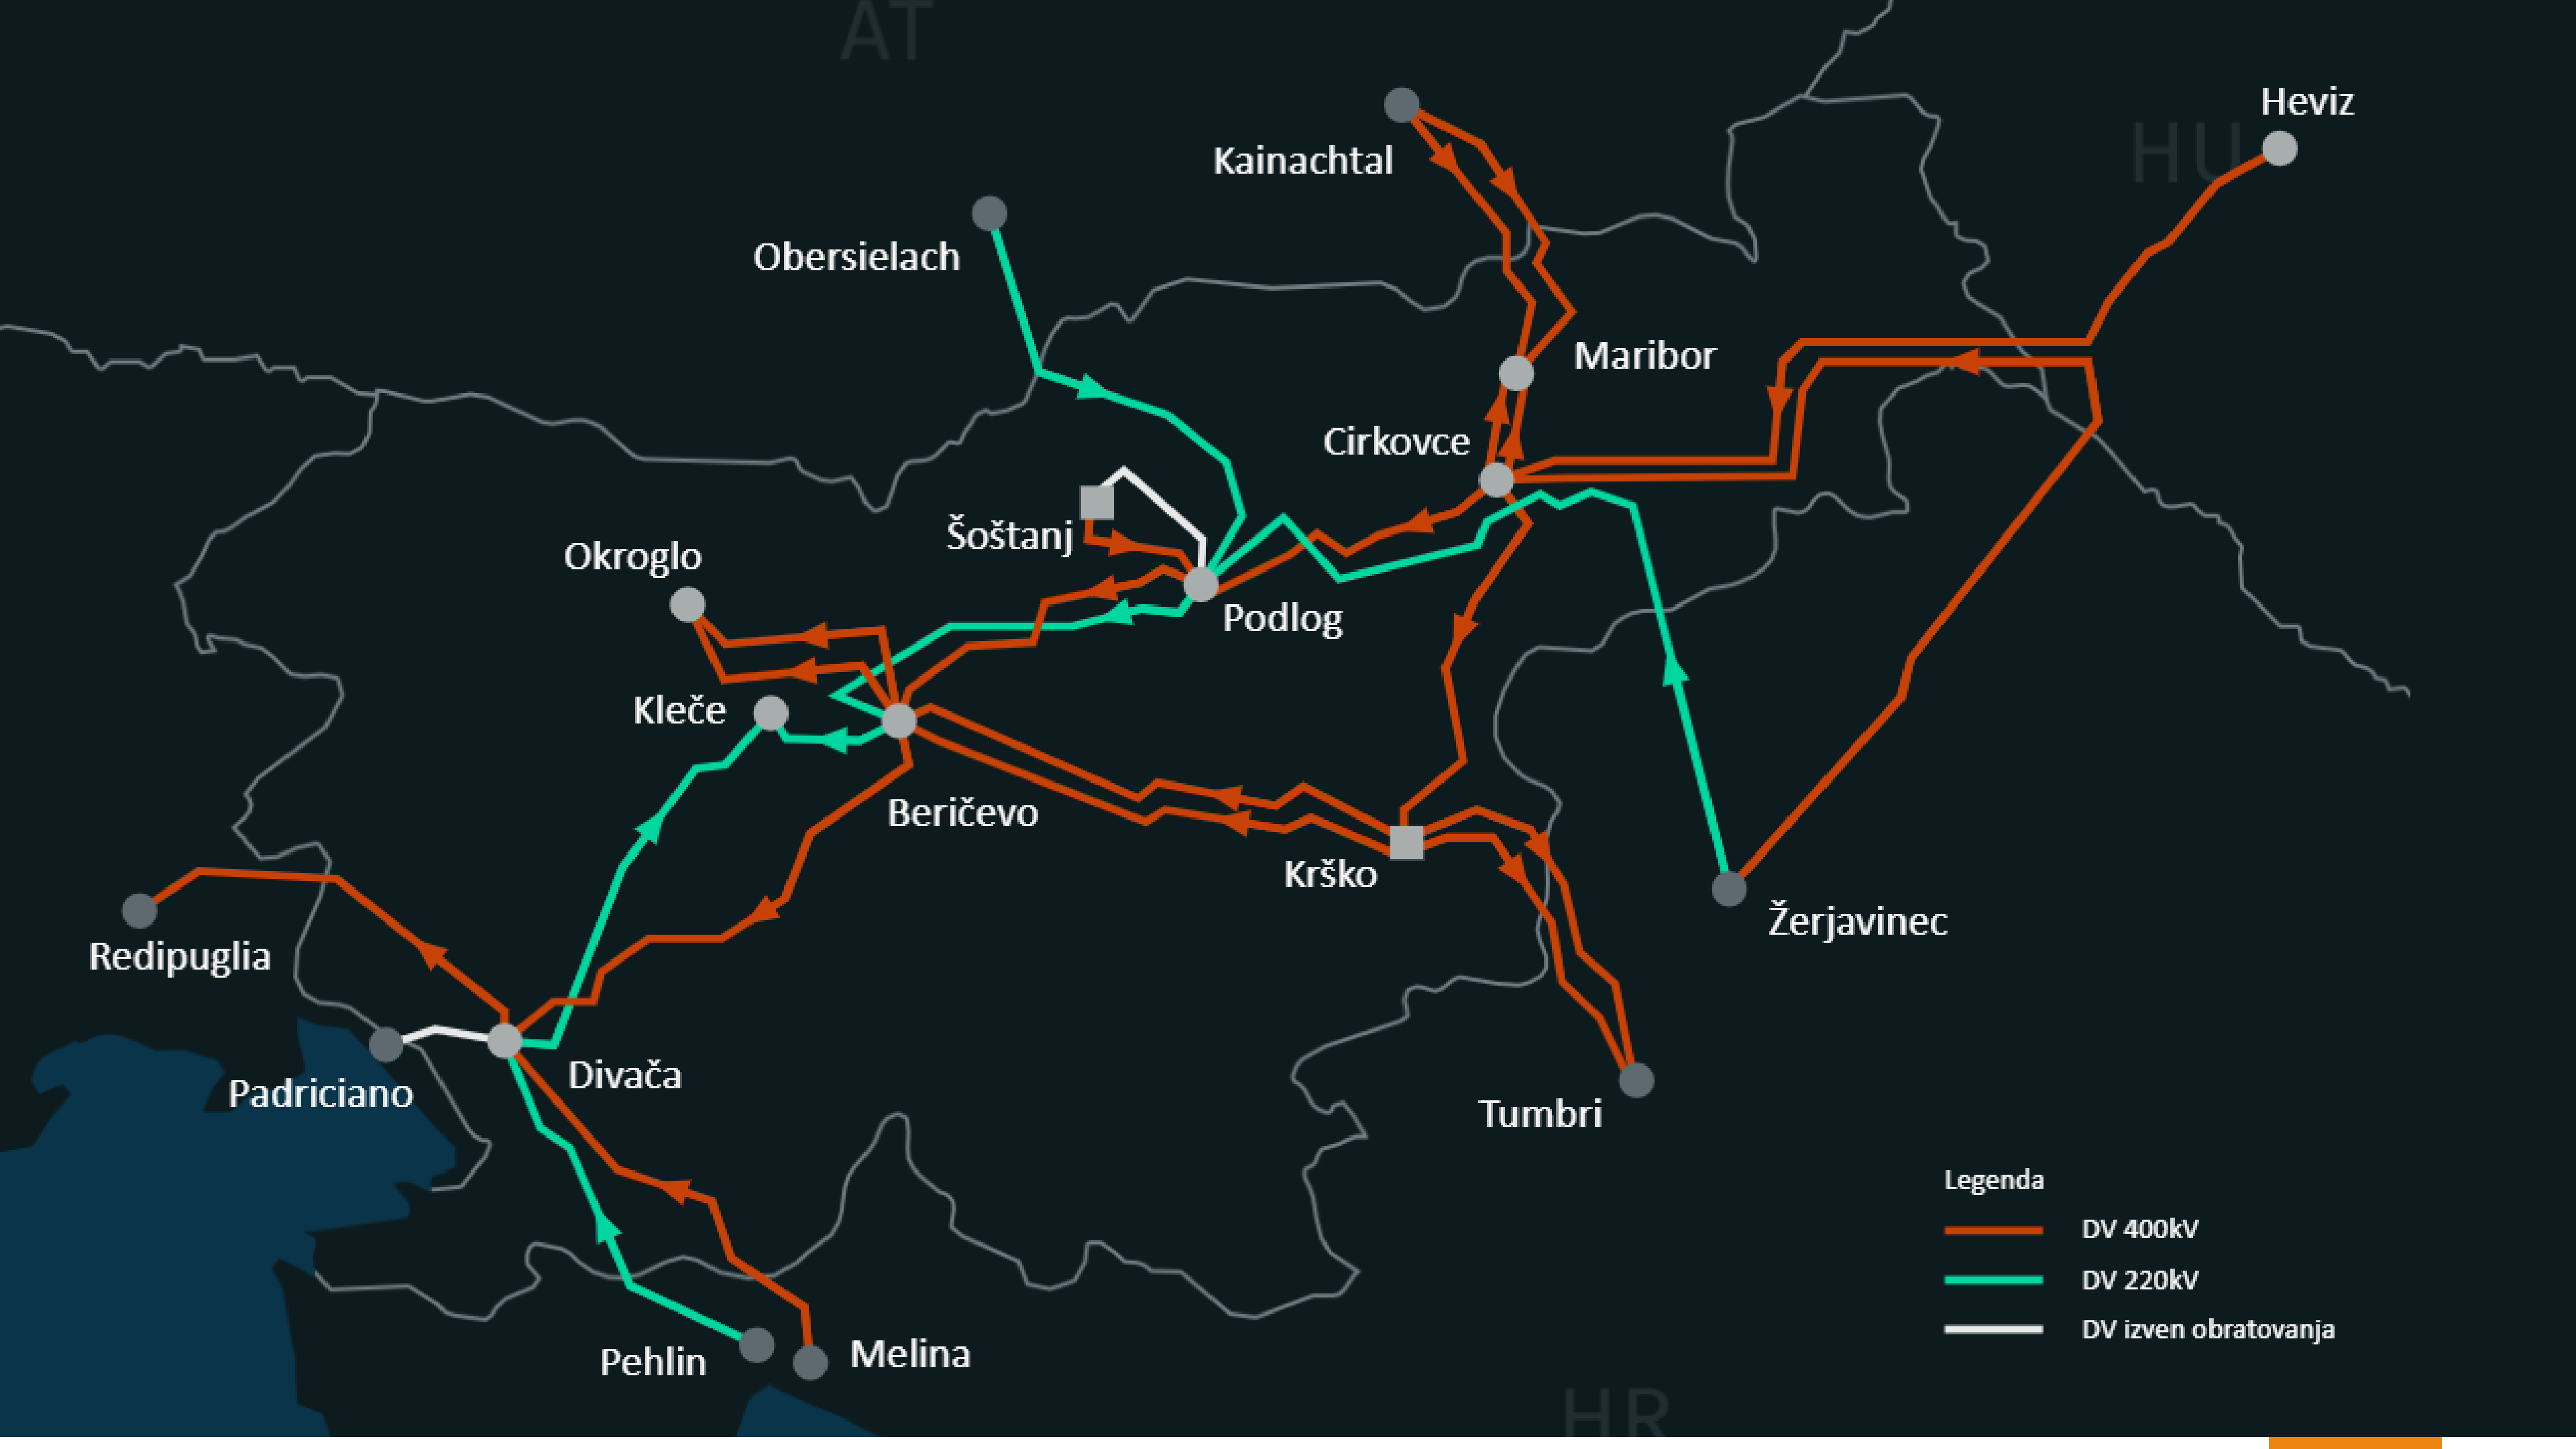 AT
HU
Heviz
Kainachtal
Obersielach
Maribor
Cirkovce
Šoštanj
Okroglo
Podlog
Kleče
Beričevo
Krško
Žerjavinec
Redipuglia
Divača
Padriciano
Tumbri
Pehlin
Melina
Legenda
DV 400kV
DV 220kV
DV izven obratovanja
HR